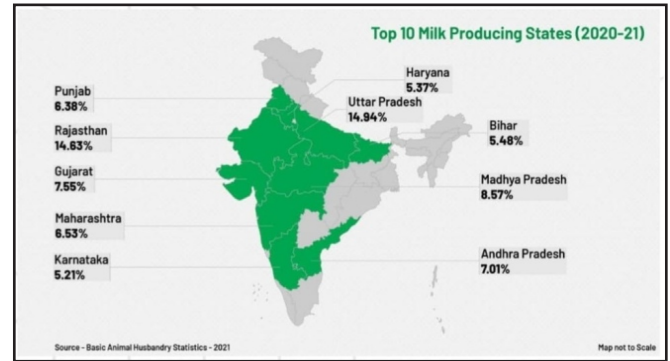 Top 10 Milk Producing States (2020-21)
Haryana
5.37%
Punjab
6.38%
Uttar Pradesh
14.94%
Rajasthan
14.63%
Bihar
5.48%
Gujarat
7.55%
Madhya Pradesh
8.57%
Maharashtra
6.53%
Karnataka
5.21%
Andhra Pradesh
7.01%
Source - Basic Animal Husbandry Statistics - 2021
Map not to Scale